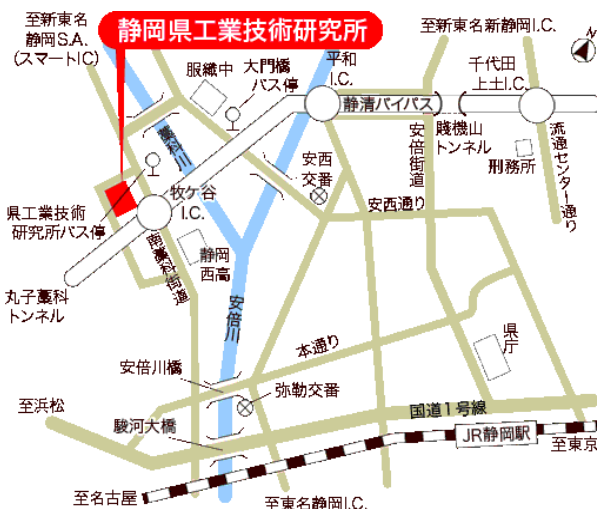 静岡県工業技術研究所
至新東名
静岡S.A.
(スマートIC)
服織中
大門橋
バス停
平和
I.C.
至新東名新静岡I.C.
千代田
上土I.C.
N
静清バイパス
賤機山
トンネル
安倍街道
刑務所
流通センター通り
藁科川
安西
交番
安西通り
県工業技術
研究所バス停
牧ケ谷
I.C.
南藁科街道
静岡
西高
丸子藁科
トンネル
安倍川
県庁
本通り
安倍川橋
弥勒交番
至浜松
国道1号線
駿河大橋
JR静岡駅
至東京
至名古屋
至東名静岡I.C.